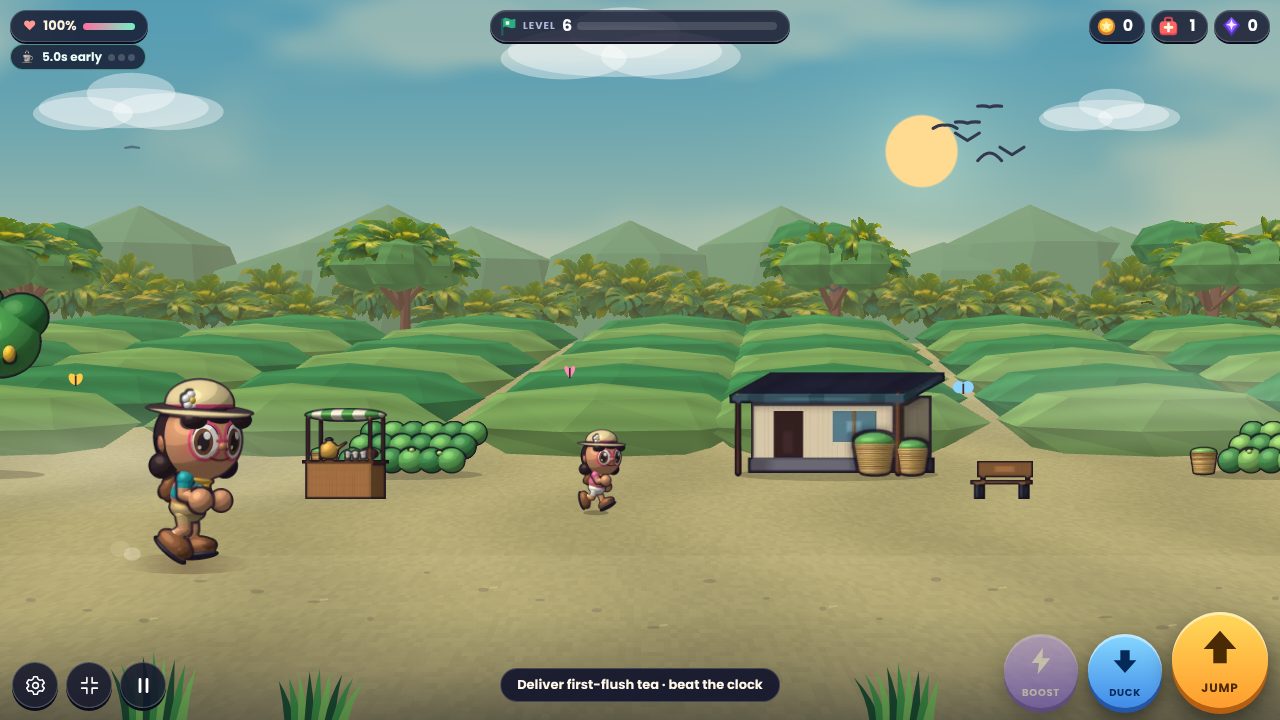 100%
LEVEL 6
0
1
0
5.0s early
Deliver first-flush tea · beat the clock
BOOST
DUCK
JUMP